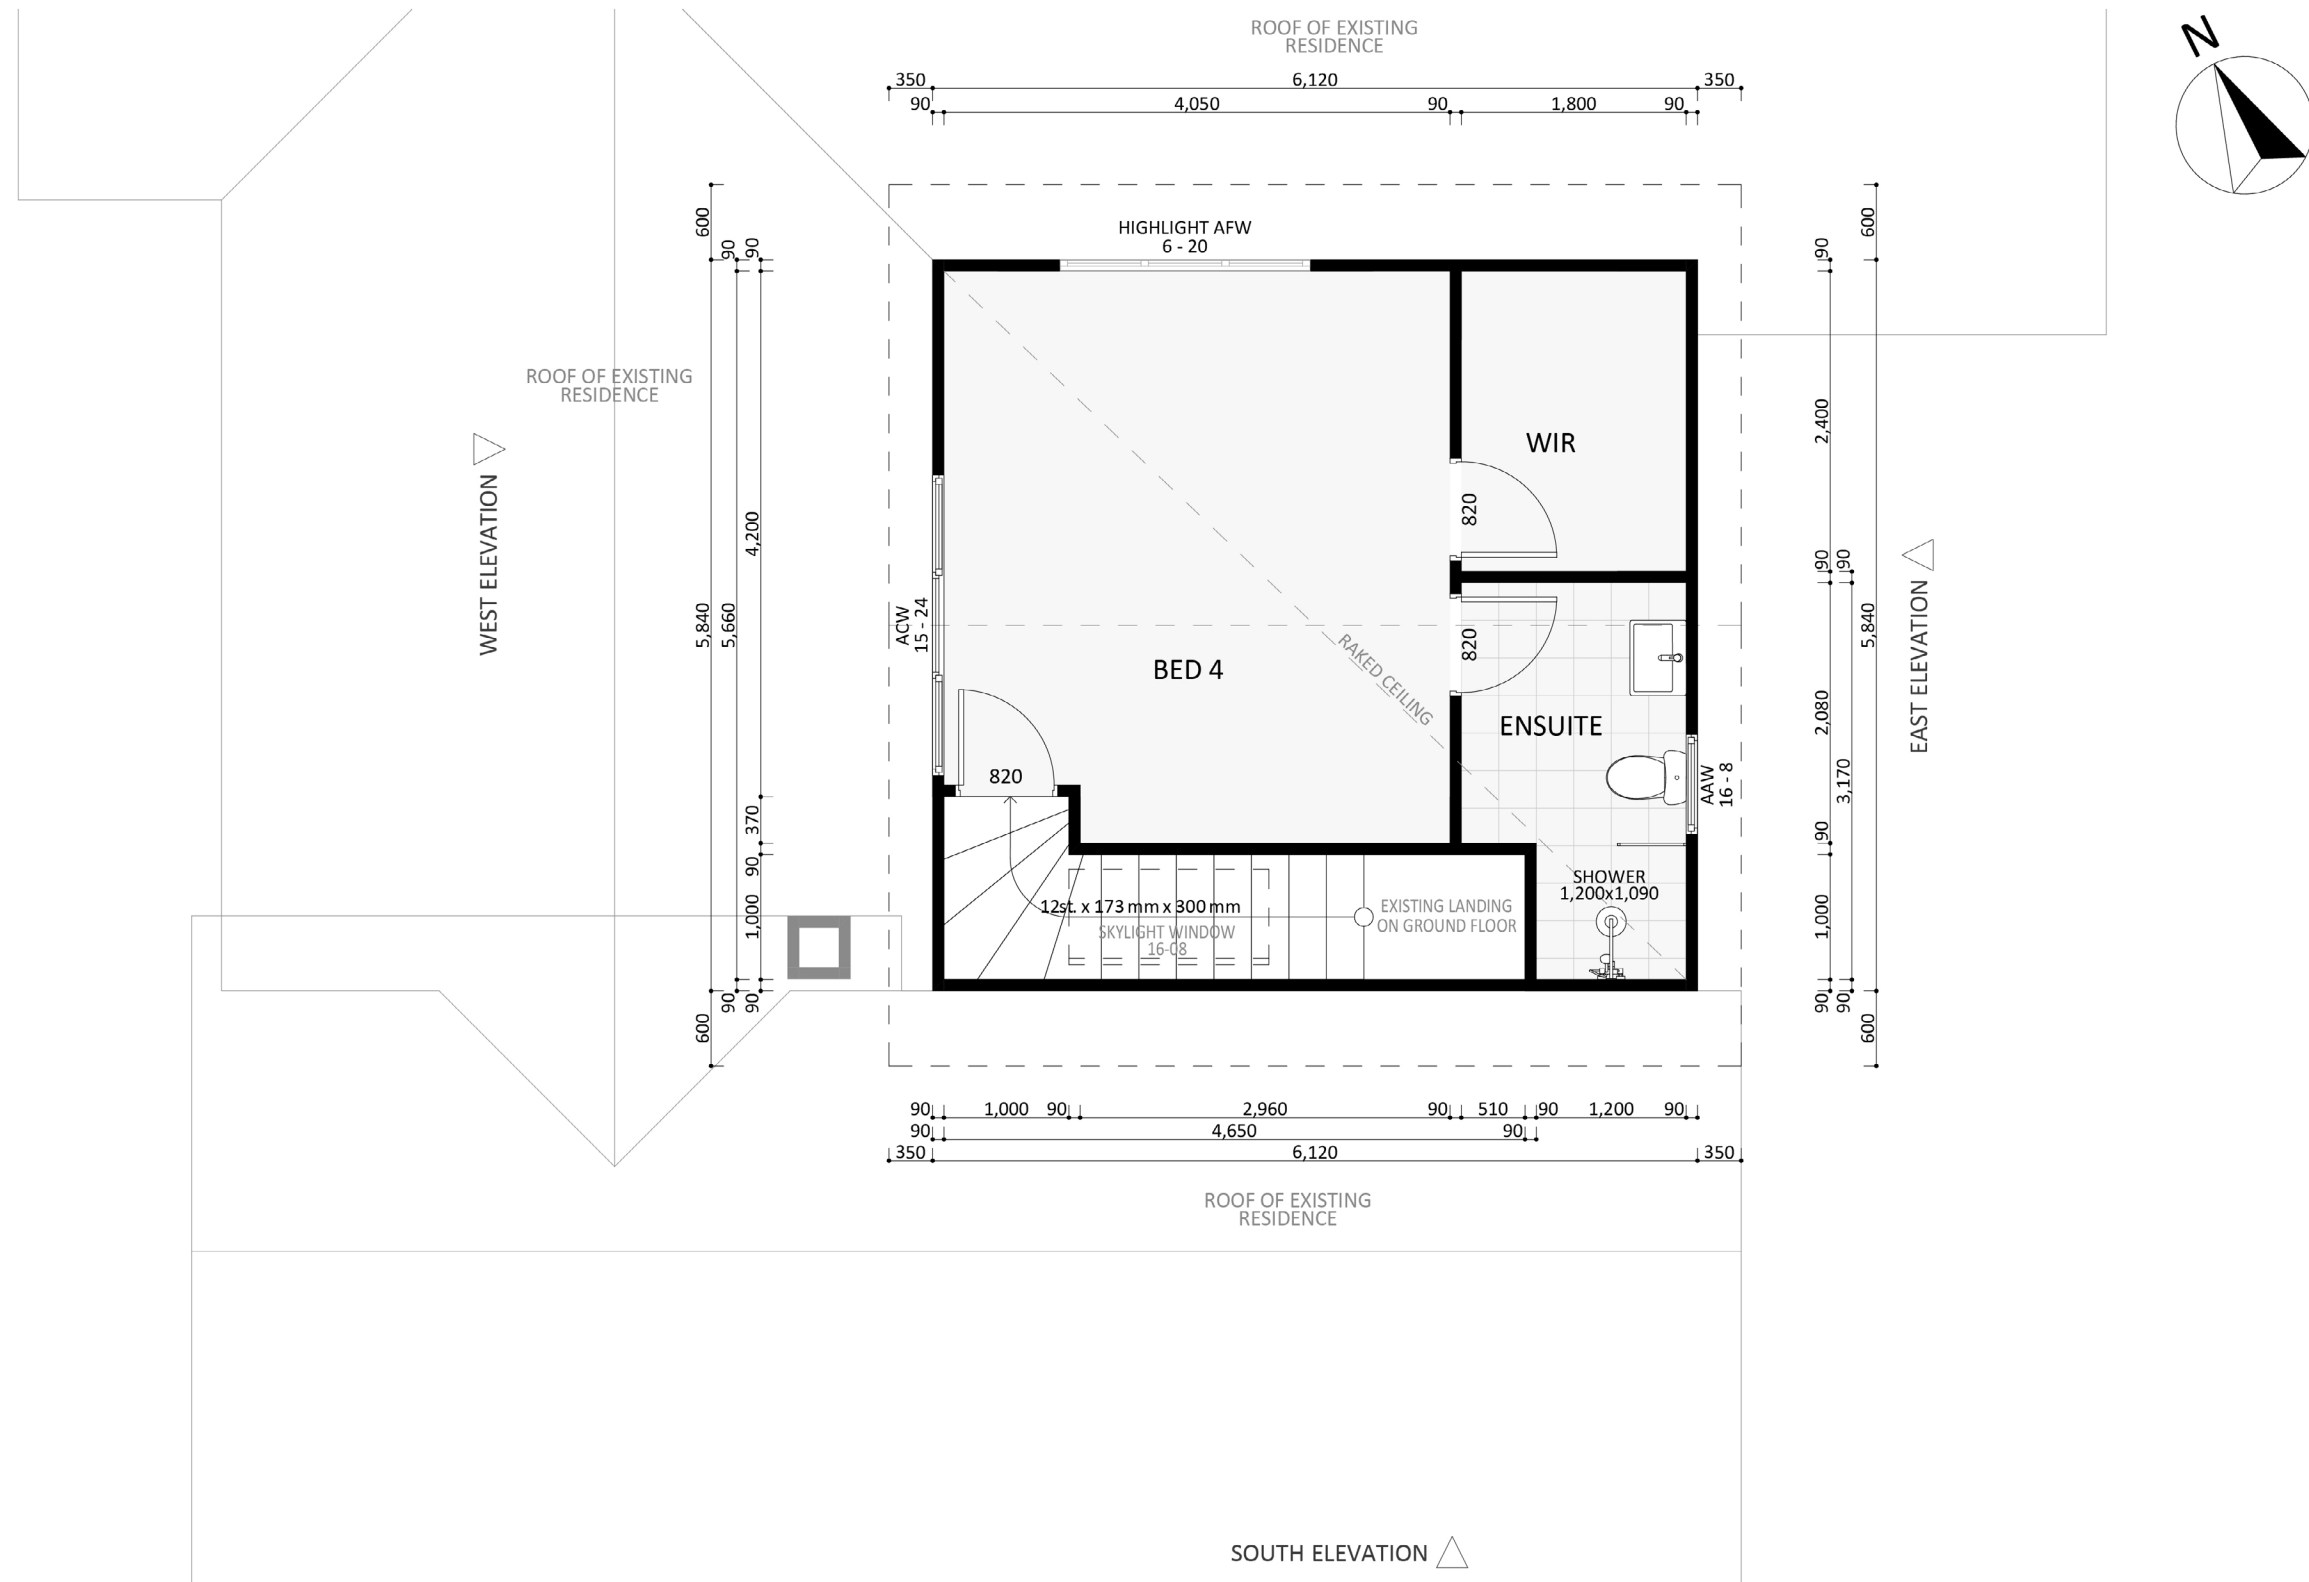 ROOF OF EXISTING
RESIDENCE
N
350 6,120 350
90 4,050 90 1,800 90
HIGHLIGHT AFW
6 - 20
600
90
90
5,840
5,660
4,200
370
90
1,000
90
90
600
ROOF OF EXISTING
RESIDENCE
WEST ELEVATION
ACW
15 - 24
WIR
820
BED 4
820
RAKED CEILING
ENSUITE
820
AAW
16 - 8
SHOWER
1,200x1,090
12st. x 173 mm x 300 mm
SKYLIGHT WINDOW
16-08
EXISTING LANDING
ON GROUND FLOOR
600
90
2,400
90
90
5,840
2,080
3,170
90
1,000
90
90
600
EAST ELEVATION
90 1,000 90 2,960 90 510 90 1,200 90
90 4,650 90
350 6,120 350
ROOF OF EXISTING
RESIDENCE
SOUTH ELEVATION